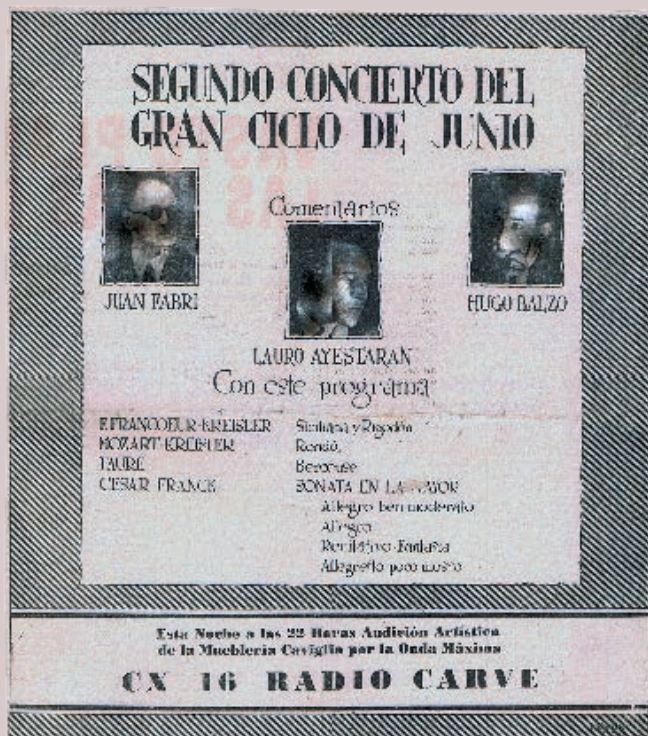 SEGUNDO CONCIERTO DEL
GRAN CICLO DE JUNIO
Comentarios
JUAN FABRI
HUGO BALZO
LAURO AYESTARAN
Con este programa
F. FRANCOEUR-KREISLER Siciliana y Rigodón
MOZART-KREISLER Rondó
FAURE Berceuse
CESAR FRANCK SONATA EN LA MAYOR
Allegro ben moderato
Allegro
Recitativo-Fantasia
Allegretto poco mosso
Esta Noche a las 22 Horas Audición Artística
de la Mueblería Caviglia por la Onda Máxima
CX 16 RADIO CARVE